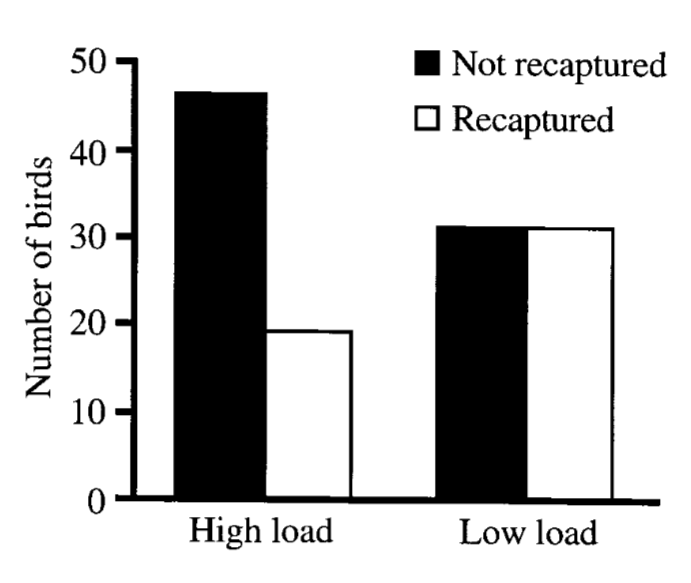 50
40
30
20
10
0
Number of birds
Not recaptured
Recaptured
High load
Low load